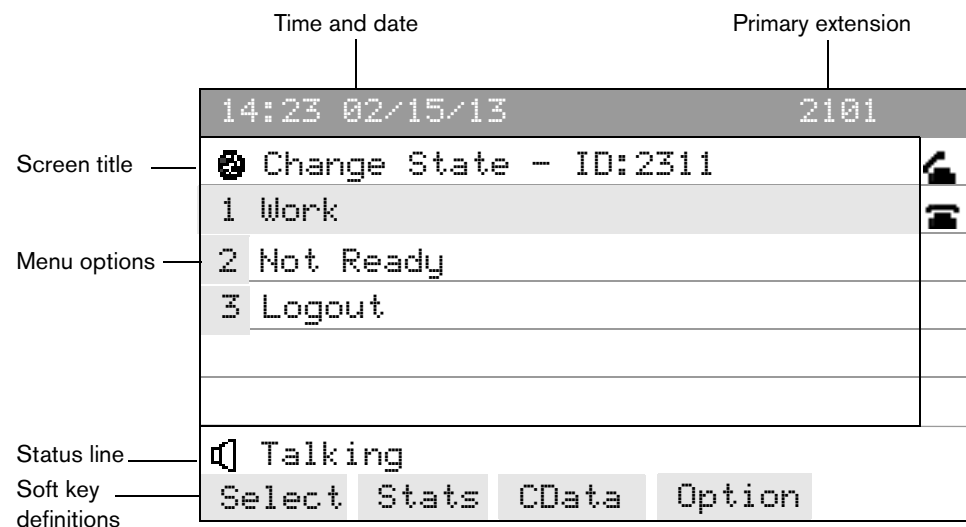 Time and date
Primary extension
14:23 02/15/13 2101
Screen title
Change State - ID:2311
1 Work
Menu options
2 Not Ready
3 Logout
Status line
Talking
Soft key
definitions
Select Stats CData Option